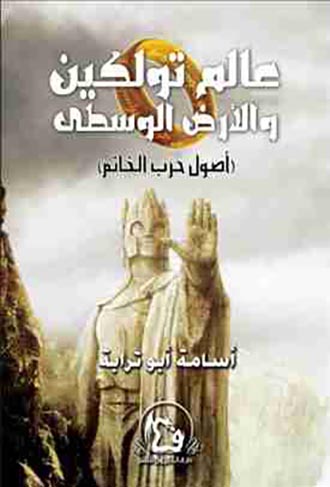 عالم تولكين
والأرض الوسطى
(أصول حرب الخاتم)
أسامة أبو ترابة